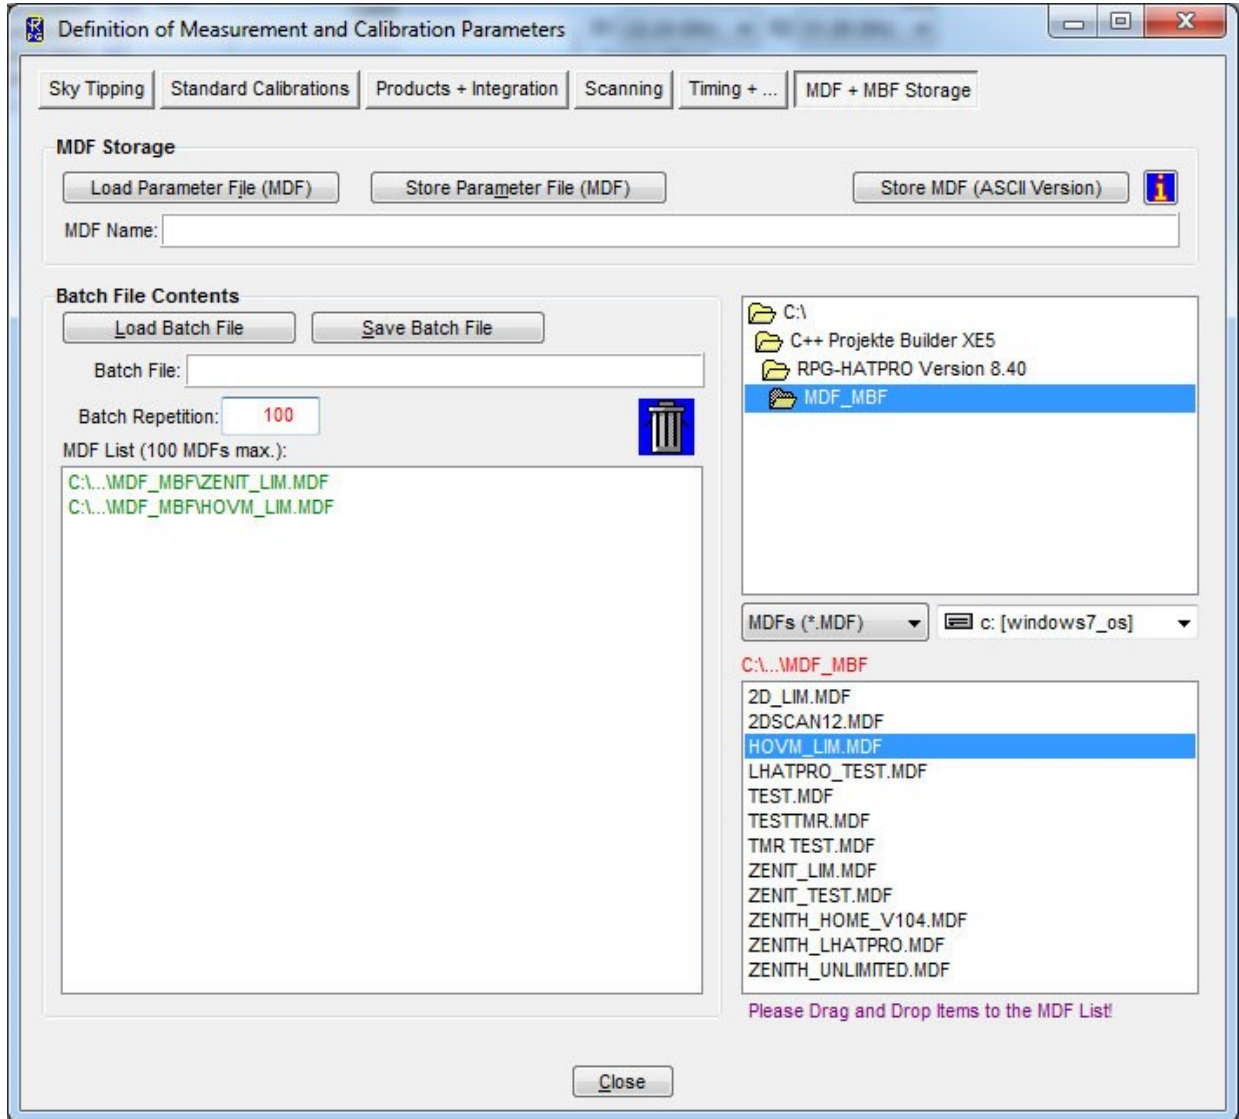 Definition of Measurement and Calibration Parameters
Sky Tipping Standard Calibrations Products + Integration Scanning Timing + ... MDF + MBF Storage
MDF Storage
Load Parameter File (MDF) Store Parameter File (MDF) Store MDF (ASCII Version) i
MDF Name:
Batch File Contents
Load Batch File Save Batch File
Batch File:
Batch Repetition: 100
MDF List (100 MDFs max.):
C:\...\MDF_MBF\ZENIT_LIM.MDF
C:\...\MDF_MBF\HOVM_LIM.MDF
C:\
C++ Projekte Builder XE5
RPG-HATPRO Version 8.40
MDF_MBF
MDFs (*.MDF) c: [windows7_os]
C:\...\MDF_MBF
2D_LIM.MDF
2DSCAN12.MDF
HOVM_LIM.MDF
LHATPRO_TEST.MDF
TEST.MDF
TESTTMR.MDF
TMR TEST.MDF
ZENIT_LIM.MDF
ZENIT_TEST.MDF
ZENITH_HOME_V104.MDF
ZENITH_LHATPRO.MDF
ZENITH_UNLIMITED.MDF
Please Drag and Drop Items to the MDF List!
Close